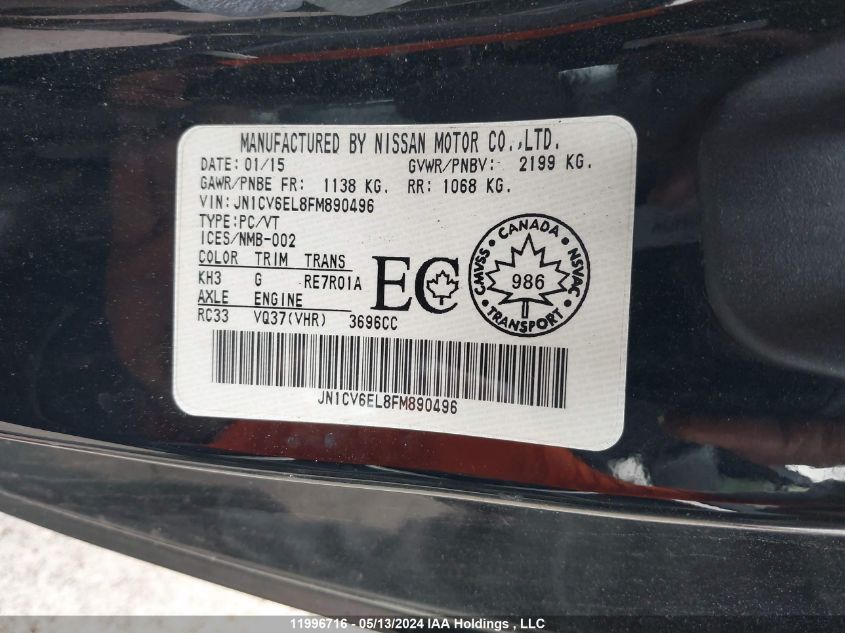 MANUFACTURED BY NISSAN MOTOR CO.,LTD.
DATE: 01/15 GVWR/PNBV: 2199 KG.
GAWR/PNBE FR: 1138 KG. RR: 1068 KG.
VIN: JN1CV6EL8FM890496
TYPE: PC/VT
ICES/NMB-002
COLOR TRIM TRANS
KH3 G RE7R01A
AXLE ENGINE
RC33 VQ37(VHR) 3696CC
EC
CANADA
CMVSS NSVAC
986
TRANSPORT
JN1CV6EL8FM890496
11996716 - 05/13/2024 IAA Holdings , LLC